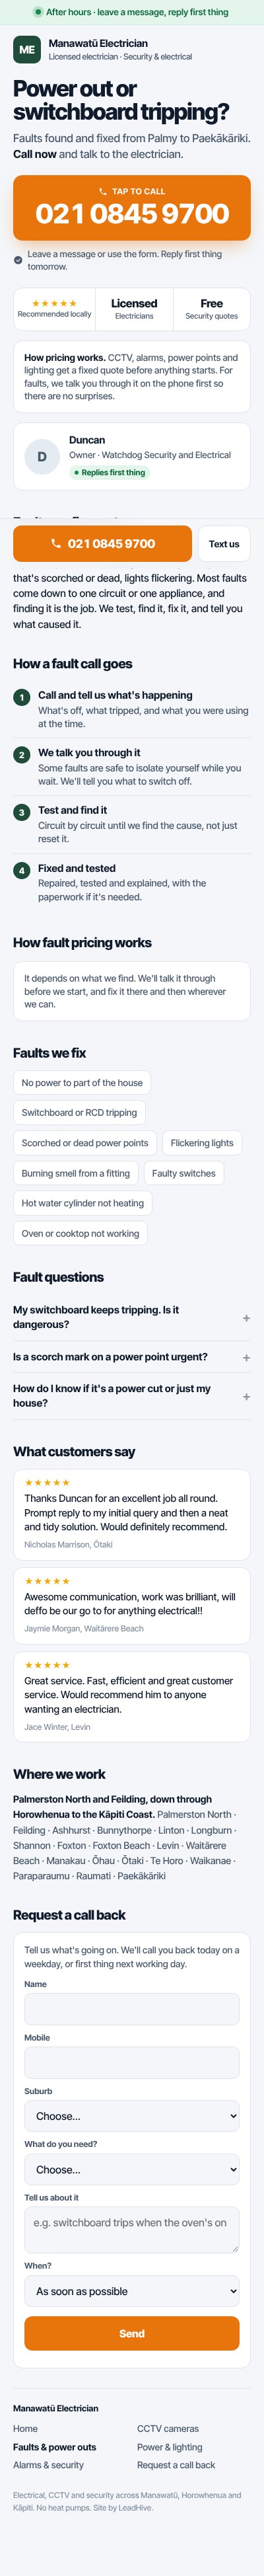 After hours · leave a message, reply first thing
ME
Manawatū Electrician
Licensed electrician · Security & electrical
Power out or
switchboard tripping?
Faults found and fixed from Palmy to Paekākāriki.
Call now and talk to the electrician.
TAP TO CALL
021 0845 9700
Leave a message or use the form. Reply first thing
tomorrow.
★★★★★
Recommended locally
Licensed
Electricians
Free
Security quotes
How pricing works. CCTV, alarms, power points and
lighting get a fixed quote before anything starts. For
faults, we talk you through it on the phone first so
there are no surprises.
D
Duncan
Owner · Watchdog Security and Electrical
Replies first thing
021 0845 9700
Text us
that's scorched or dead, lights flickering. Most faults
come down to one circuit or one appliance, and
finding it is the job. We test, find it, fix it, and tell you
what caused it.
How a fault call goes
1
Call and tell us what's happening
What's off, what tripped, and what you were using
at the time.
2
We talk you through it
Some faults are safe to isolate yourself while you
wait. We'll tell you what to switch off.
3
Test and find it
Circuit by circuit until we find the cause, not just
reset it.
4
Fixed and tested
Repaired, tested and explained, with the
paperwork if it's needed.
How fault pricing works
It depends on what we find. We'll talk it through
before we start, and fix it there and then wherever
we can.
Faults we fix
No power to part of the house
Switchboard or RCD tripping
Scorched or dead power points
Flickering lights
Burning smell from a fitting
Faulty switches
Hot water cylinder not heating
Oven or cooktop not working
Fault questions
My switchboard keeps tripping. Is it
dangerous?
+
Is a scorch mark on a power point urgent?
+
How do I know if it's a power cut or just my
house?
+
What customers say
★★★★★
Thanks Duncan for an excellent job all round.
Prompt reply to my initial query and then a neat
and tidy solution. Would definitely recommend.
Nicholas Marrison, Ōtaki
★★★★★
Awesome communication, work was brilliant, will
deffo be our go to for anything electrical!!
Jaymie Morgan, Waitārere Beach
★★★★★
Great service. Fast, efficient and great customer
service. Would recommend him to anyone
wanting an electrician.
Jace Winter, Levin
Where we work
Palmerston North and Feilding, down through
Horowhenua to the Kāpiti Coast. Palmerston North ·
Feilding · Ashhurst · Bunnythorpe · Linton · Longburn ·
Shannon · Foxton · Foxton Beach · Levin · Waitārere
Beach · Manakau · Ōhau · Ōtaki · Te Horo · Waikanae ·
Paraparaumu · Raumati · Paekākāriki
Request a call back
Tell us what's going on. We'll call you back today on a
weekday, or first thing next working day.
Name
Mobile
Suburb
Choose...
What do you need?
Choose...
Tell us about it
e.g. switchboard trips when the oven's on
When?
As soon as possible
Send
Manawatū Electrician
Home
CCTV cameras
Faults & power outs
Power & lighting
Alarms & security
Request a call back
Electrical, CCTV and security across Manawatū, Horowhenua and
Kāpiti. No heat pumps. Site by LeadHive.